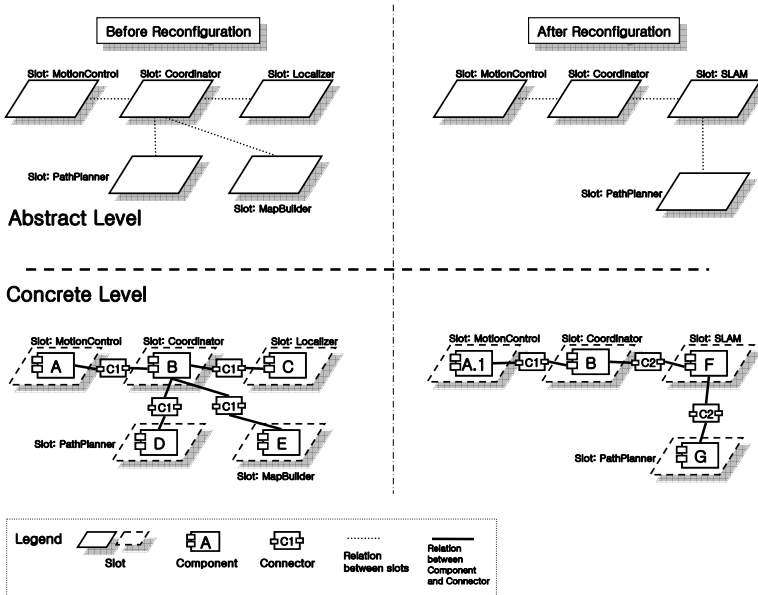 Before Reconfiguration
After Reconfiguration
Slot: MotionControl
Slot: Coordinator
Slot: Localizer
Slot: MotionControl
Slot: Coordinator
Slot: SLAM
Slot: PathPlanner
Slot: MapBuilder
Slot: PathPlanner
Abstract Level
Concrete Level
Slot: MotionControl
Slot: Coordinator
Slot: Localizer
Slot: MotionControl
Slot: Coordinator
Slot: SLAM
A
C1
B
C1
C
A.1
C1
B
C2
F
C1
C1
C2
Slot: PathPlanner
D
E
Slot: MapBuilder
Slot: PathPlanner
G
Legend
Slot
A
Component
C1
Connector
Relation
between slots
Relation
between
Component
and Connector